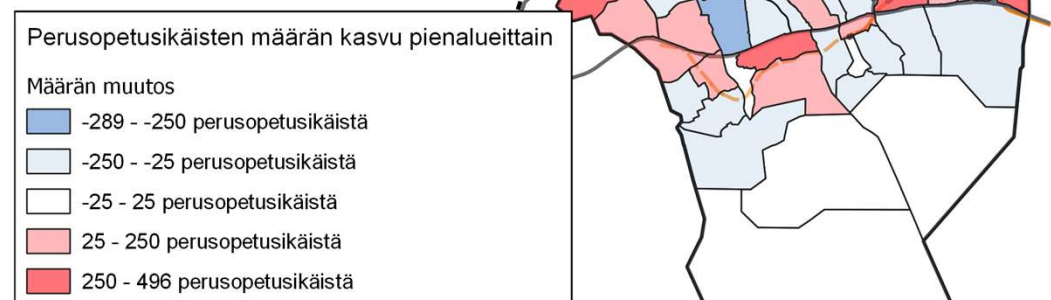 Perusopetusikäisten määrän kasvu pienalueittain
Määrän muutos
-289 - -250 perusopetusikäistä
-250 - -25 perusopetusikäistä
-25 - 25 perusopetusikäistä
25 - 250 perusopetusikäistä
250 - 496 perusopetusikäistä